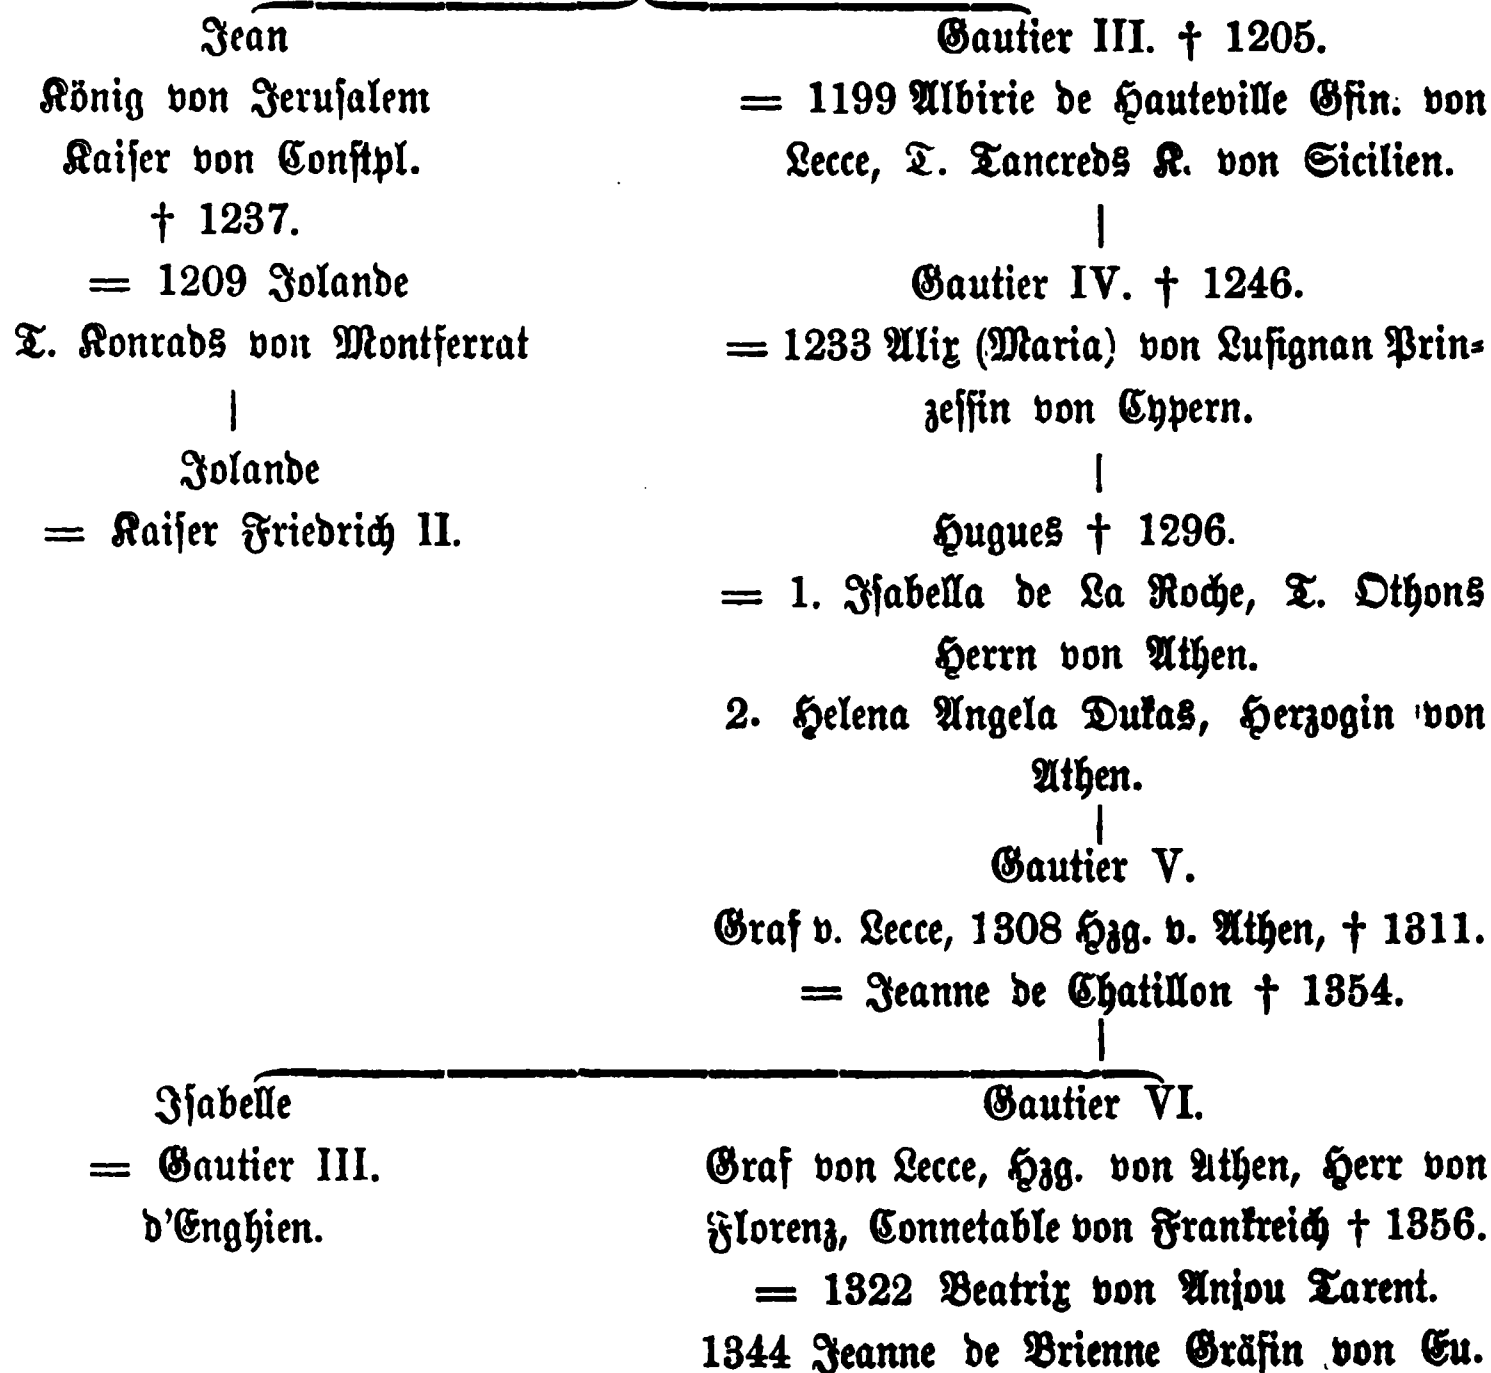 Jean
König von Jeruſalem
Kaiſer von Conſtpl.
† 1237.
= 1209 Jolande
T. Konrads von Montferrat
|
Jolande
= Kaiſer Friedrich II.
Gautier III. † 1205.
= 1199 Albirie de Hauteville Gfin. von
Lecce, T. Tancreds K. von Sicilien.
|
Gautier IV. † 1246.
= 1233 Alix (Maria) von Luſignan Prin⸗
zeſſin von Cypern.
|
Hugues † 1296.
= 1. Iſabella de La Roche, T. Othons
Herrn von Athen.
2. Helena Angela Dukas, Herzogin von
Athen.
|
Gautier V.
Graf v. Lecce, 1308 Hzg. v. Athen, † 1311.
= Jeanne de Chatillon † 1354.
|
Iſabelle
= Gautier III.
d'Enghien.
Gautier VI.
Graf von Lecce, Hzg. von Athen, Herr von
Florenz, Connetable von Frankreich † 1356.
= 1322 Beatrix von Anjou Tarent.
1344 Jeanne de Brienne Gräfin von Eu.